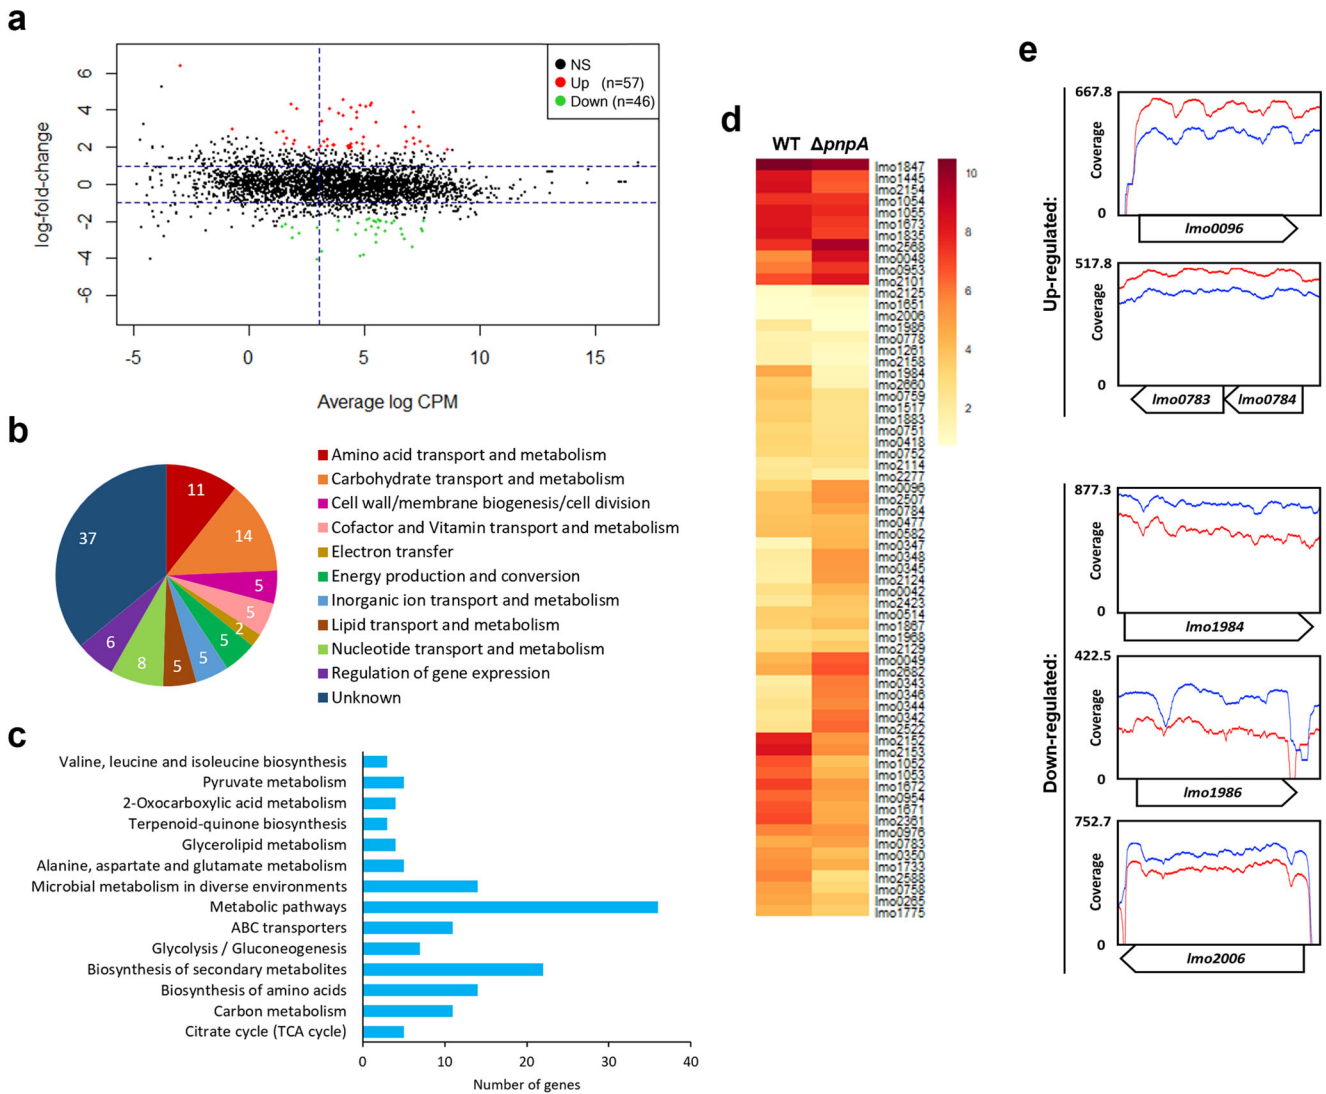 a
log-fold-change
6
4
2
0
-2
-4
-6
-5
0
5
10
15
Average log CPM
NS
Up (n=57)
Down (n=46)
b
11
14
5
5
2
5
5
5
8
6
37
Amino acid transport and metabolism
Carbohydrate transport and metabolism
Cell wall/membrane biogenesis/cell division
Cofactor and Vitamin transport and metabolism
Electron transfer
Energy production and conversion
Inorganic ion transport and metabolism
Lipid transport and metabolism
Nucleotide transport and metabolism
Regulation of gene expression
Unknown
c
Valine, leucine and isoleucine biosynthesis
Pyruvate metabolism
2-Oxocarboxylic acid metabolism
Terpenoid-quinone biosynthesis
Glycerolipid metabolism
Alanine, aspartate and glutamate metabolism
Microbial metabolism in diverse environments
Metabolic pathways
ABC transporters
Glycolysis / Gluconeogenesis
Biosynthesis of secondary metabolites
Biosynthesis of amino acids
Carbon metabolism
Citrate cycle (TCA cycle)
0
10
20
30
40
Number of genes
d
WT ΔpnpA
lmo1847
lmo1445
lmo2154
lmo1054
lmo1055
lmo1673
lmo1835
lmo2568
lmo0048
lmo0953
lmo2101
lmo2125
lmo1651
lmo2006
lmo1986
lmo0778
lmo1261
lmo2158
lmo1984
lmo2660
lmo0759
lmo1517
lmo1883
lmo0751
lmo0418
lmo0752
lmo2114
lmo2277
lmo0096
lmo2507
lmo0784
lmo0477
lmo0582
lmo0347
lmo0348
lmo0345
lmo2124
lmo0042
lmo2423
lmo0514
lmo1867
lmo1968
lmo2129
lmo0049
lmo2682
lmo0343
lmo0346
lmo0344
lmo0342
lmo2522
lmo2152
lmo2153
lmo1052
lmo1053
lmo1672
lmo0954
lmo1671
lmo2361
lmo0976
lmo0783
lmo0350
lmo1733
lmo2588
lmo0758
lmo0265
lmo1775
10
8
6
4
2
e
Up-regulated:
667.8
Coverage
0
lmo0096
517.8
Coverage
0
lmo0783
lmo0784
Down-regulated:
877.3
Coverage
0
lmo1984
422.5
Coverage
0
lmo1986
752.7
Coverage
0
lmo2006